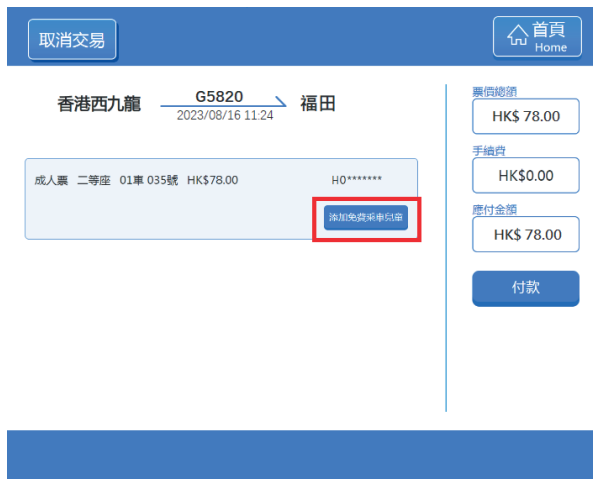 取消交易
首頁
Home
香港西九龍
G5820
2023/08/16 11:24
福田
成人票 二等座 01車 035號 HK$78.00 H0*******
添加免費乘車兒童
票價總額
HK$ 78.00
手續費
HK$0.00
應付金額
HK$ 78.00
付款